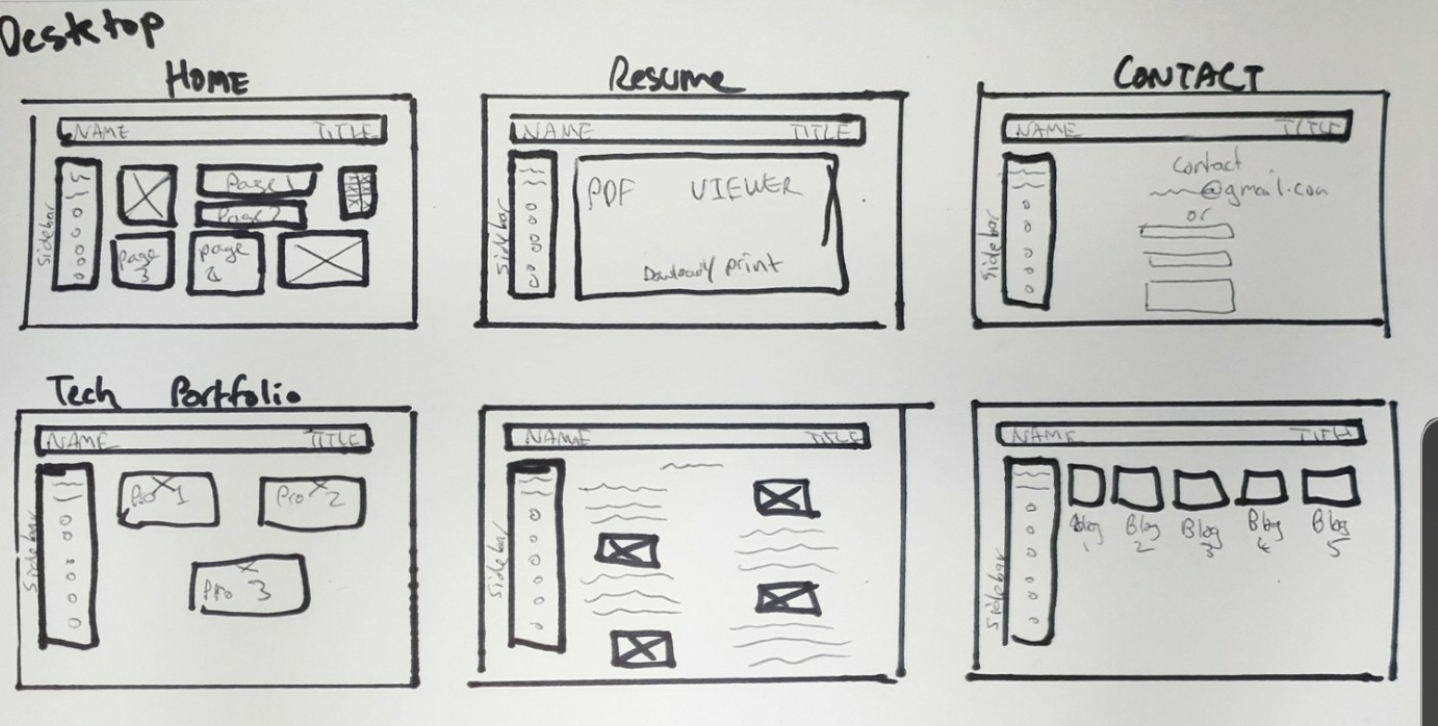 Desktop
HOME
NAME TITLE
Sidebar
Page 1
Page 2
page 3
page 4
Resume
NAME TITLE
Sidebar
PDF VIEWER
Download/print
CONTACT
NAME TITLE
Sidebar
Contact
@gmail.com
or
Tech Portfolio
NAME TITLE
Sidebar
Pro 1
Pro 2
Pro 3
NAME TITLE
Sidebar
NAME TITLE
Sidebar
Blog 1
Blog 2
Blog 3
Blog 4
Blog 5